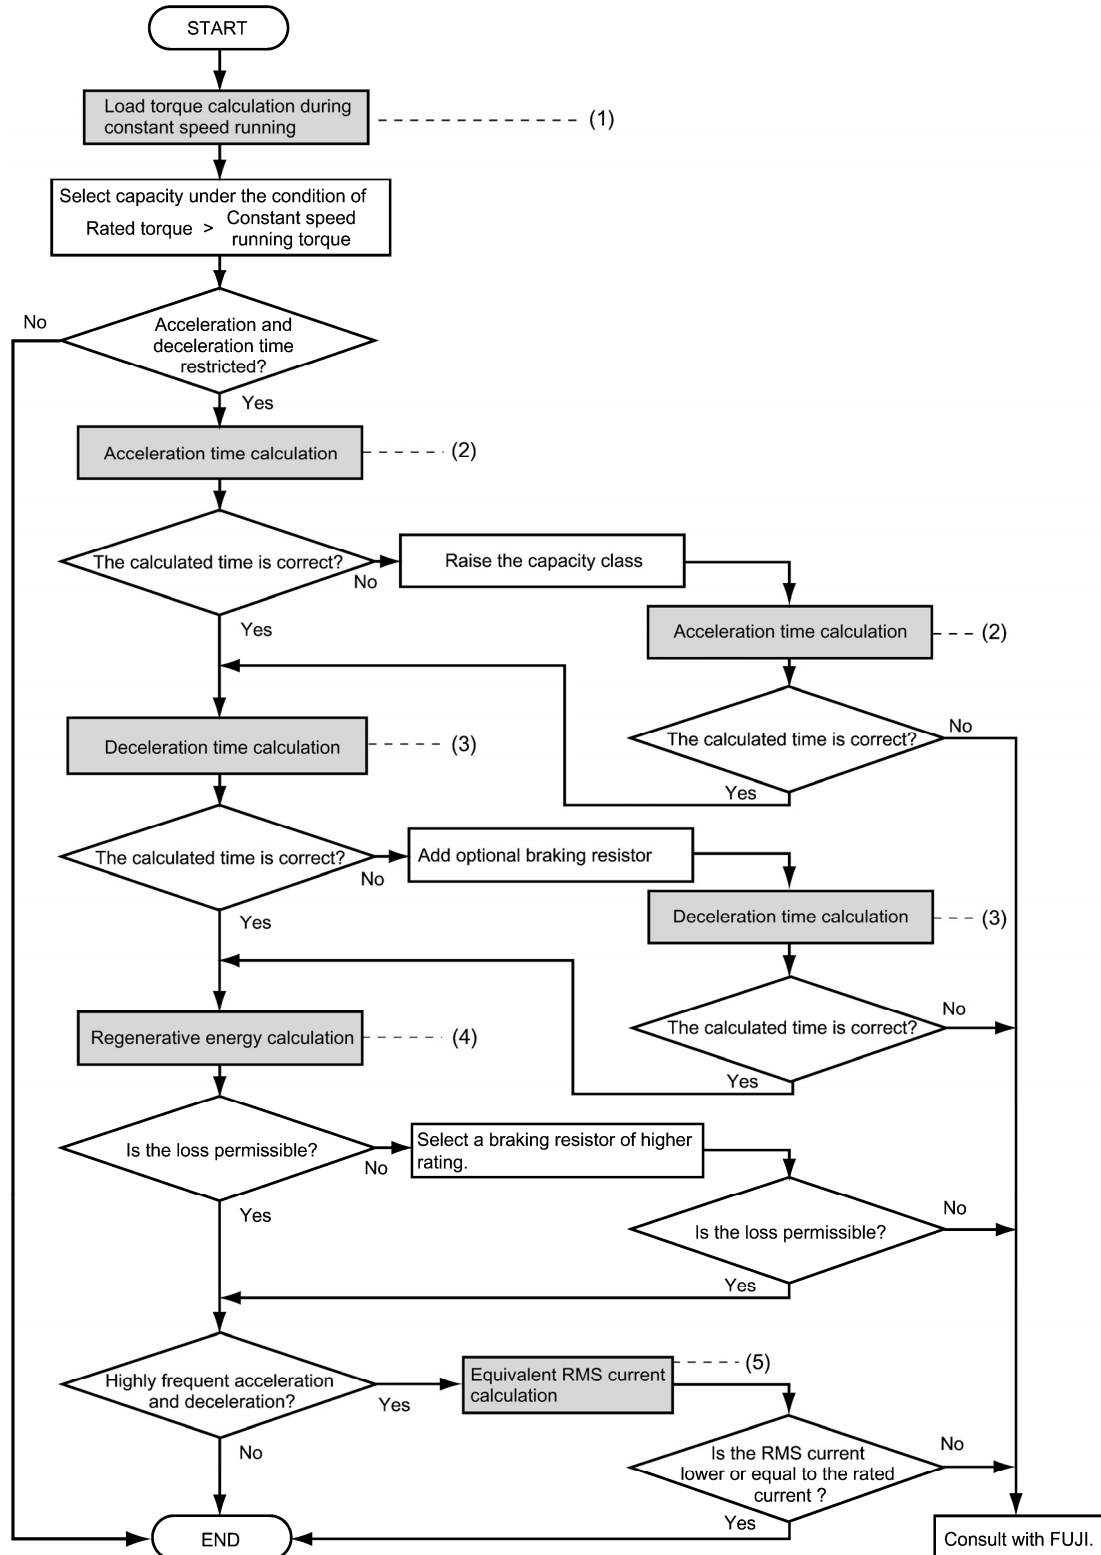 START
Load torque calculation during
constant speed running
(1)
Select capacity under the condition of
Rated torque > Constant speed
running torque
No
Acceleration and
deceleration time
restricted?
Yes
Acceleration time calculation
(2)
The calculated time is correct?
No
Raise the capacity class
Yes
Acceleration time calculation
(2)
The calculated time is correct?
No
Yes
Deceleration time calculation
(3)
The calculated time is correct?
No
Add optional braking resistor
Yes
Deceleration time calculation
(3)
The calculated time is correct?
No
Yes
Regenerative energy calculation
(4)
Is the loss permissible?
No
Select a braking resistor of higher
rating.
Yes
Is the loss permissible?
No
Yes
Highly frequent acceleration
and deceleration?
Yes
Equivalent RMS current
calculation
(5)
No
Is the RMS current
lower or equal to the rated
current ?
No
Yes
END
Consult with FUJI.